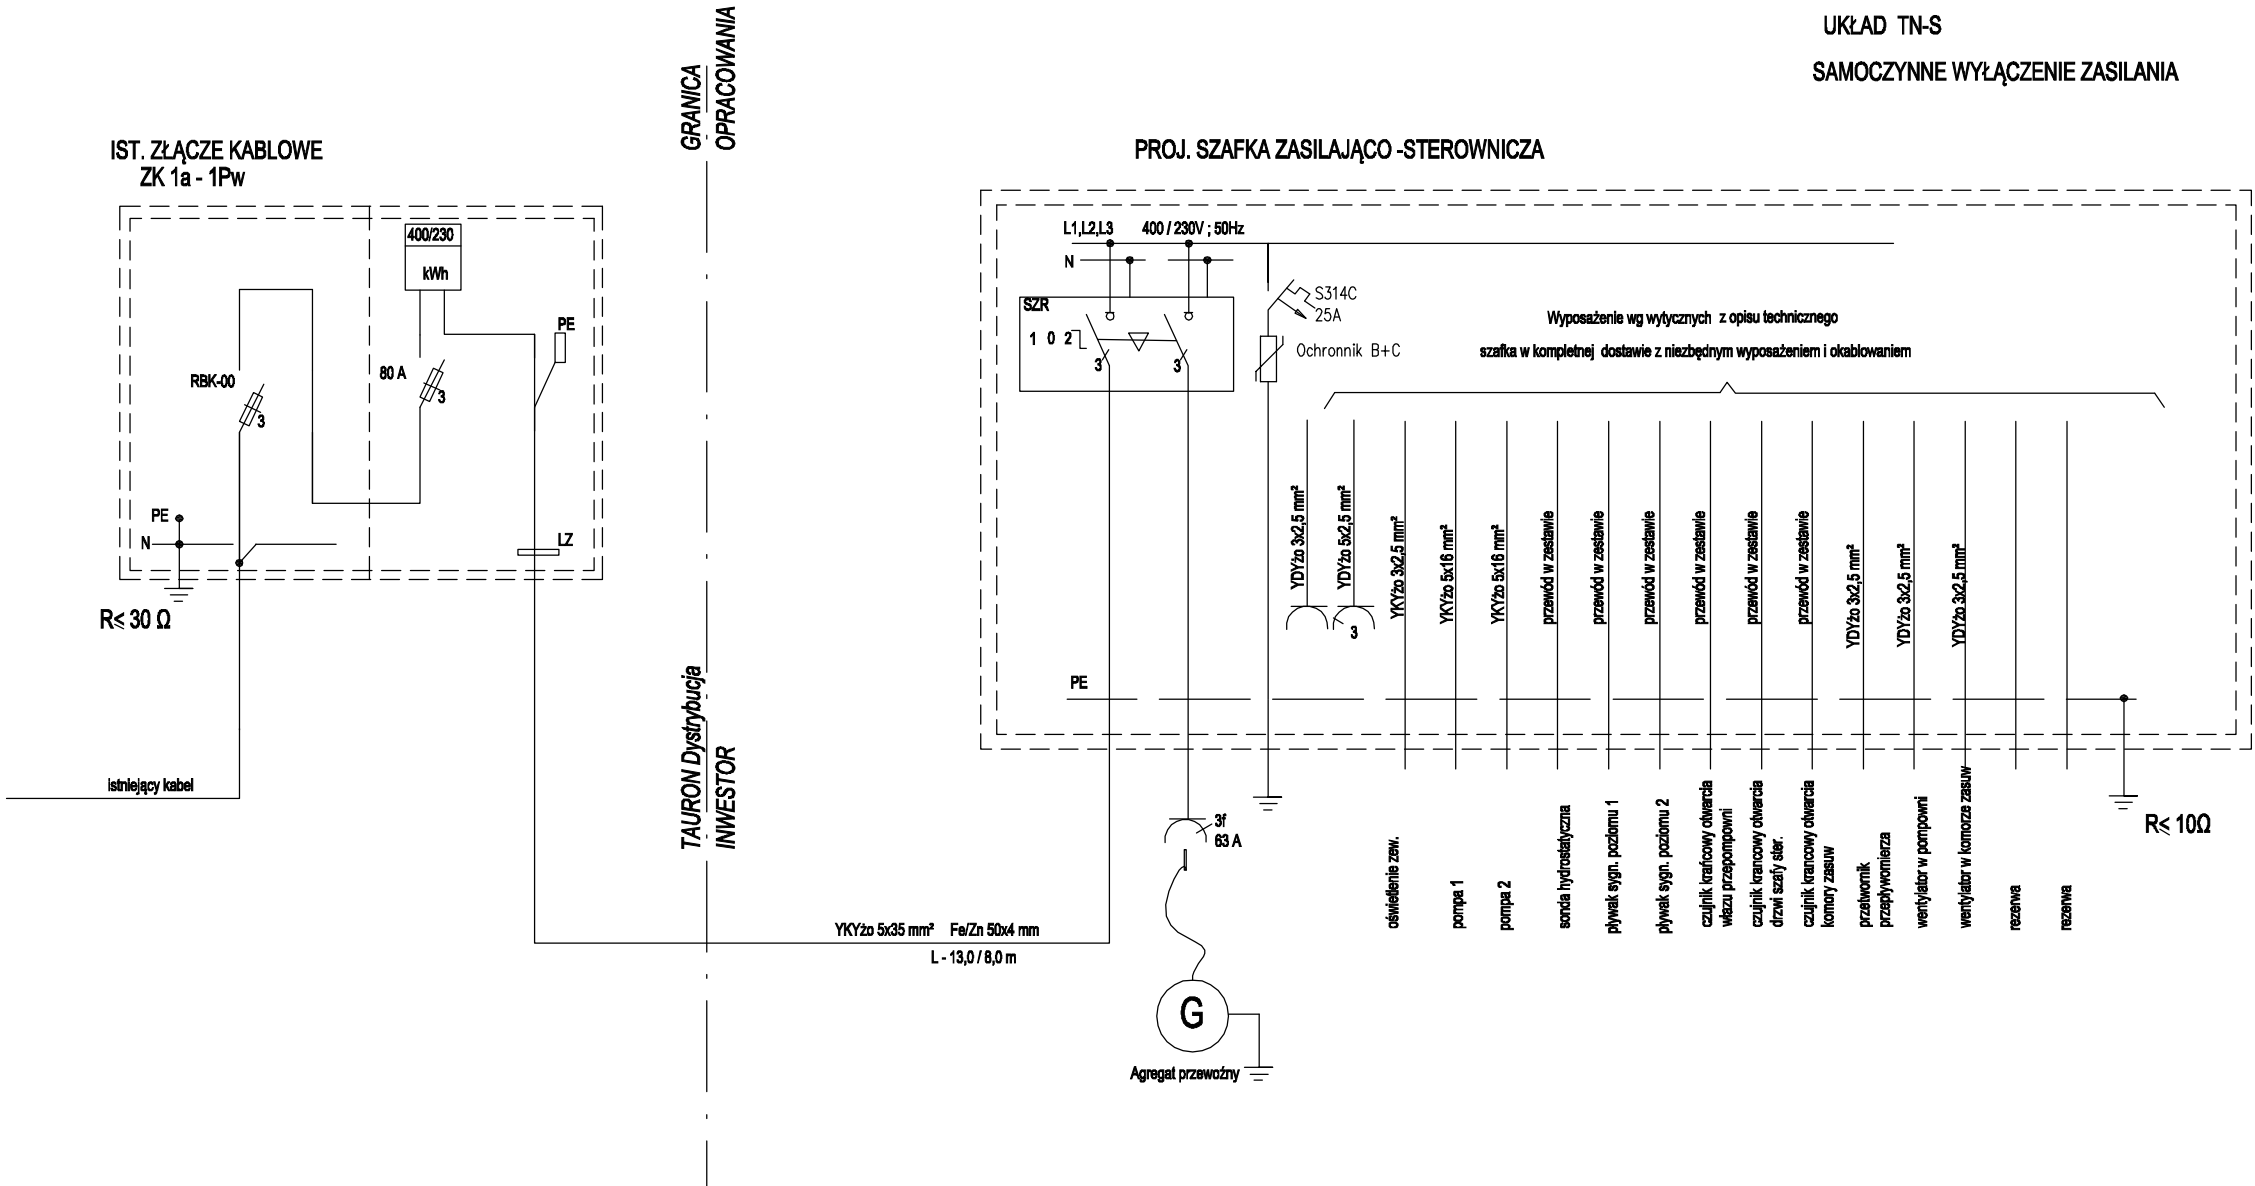 UKŁAD TN-S
SAMOCZYNNE WYŁĄCZENIE ZASILANIA
GRANICA
OPRACOWANIA
IST. ZŁĄCZE KABLOWE
ZK 1a - 1Pw
400/230
kWh
PE
RBK-00
3
80 A
3
PE
N
LZ
R≤ 30 Ω
istniejący kabel
TAURON Dystrybucja
INWESTOR
YKYżo 5x35 mm² Fe/Zn 50x4 mm
L - 13,0 / 8,0 m
PROJ. SZAFKA ZASILAJĄCO -STEROWNICZA
L1,L2,L3 400 / 230V ; 50Hz
N
SZR
1 0 2
3
3
S314C
25A
Ochronnik B+C
Wyposażenie wg wytycznych z opisu technicznego
szafka w kompletnej dostawie z niezbędnym wyposażeniem i okablowaniem
YDYżo 3x2,5 mm²
YDYżo 5x2,5 mm²
3
YKYżo 3x2,5 mm²
YKYżo 5x16 mm²
YKYżo 5x16 mm²
przewód w zestawie
przewód w zestawie
przewód w zestawie
przewód w zestawie
przewód w zestawie
przewód w zestawie
YDYżo 3x2,5 mm²
YDYżo 3x2,5 mm²
YDYżo 3x2,5 mm²
PE
oświetlenie zew.
pompa 1
pompa 2
sonda hydrostatyczna
pływak sygn. poziomu 1
pływak sygn. poziomu 2
czujnik krańcowy otwarcia
włazu przepompowni
czujnik krancowy otwarcia
drzwi szafy ster.
czujnik krancowy otwarcia
komory zasuw
przetwornik
przepływomierza
wentylator w pompowni
wentylator w komorze zasuw
rezerwa
rezerwa
R≤ 10Ω
3f
63 A
G
Agregat przewoźny